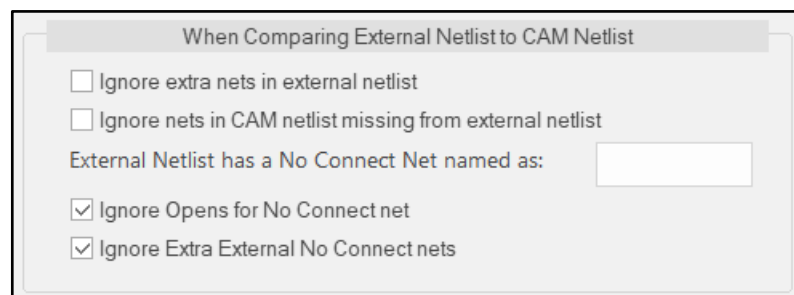 When Comparing External Netlist to CAM Netlist
Ignore extra nets in external netlist
Ignore nets in CAM netlist missing from external netlist
External Netlist has a No Connect Net named as:
Ignore Opens for No Connect net
Ignore Extra External No Connect nets